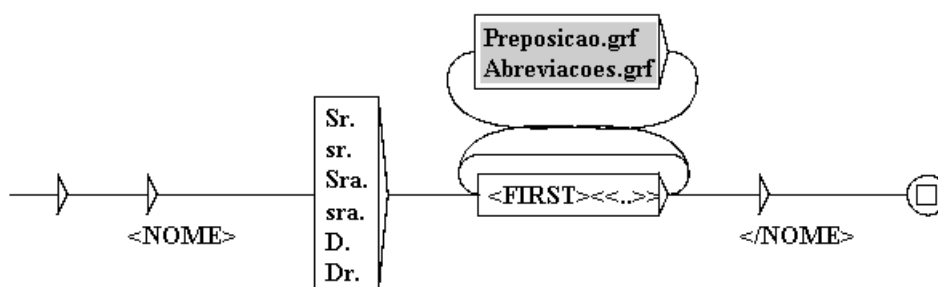 Preposicao.grf
Abreviacoes.grf
Sr.
sr.
Sra.
sra.
D.
Dr.
<FIRST><<..>>
<NOME>
</NOME>